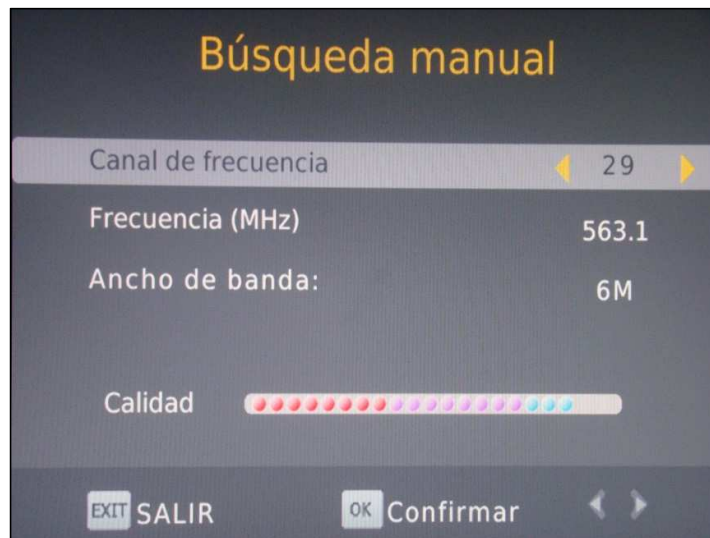 Búsqueda manual
Canal de frecuencia 29
Frecuencia (MHz) 563.1
Ancho de banda: 6M
Calidad
EXIT SALIR OK Confirmar